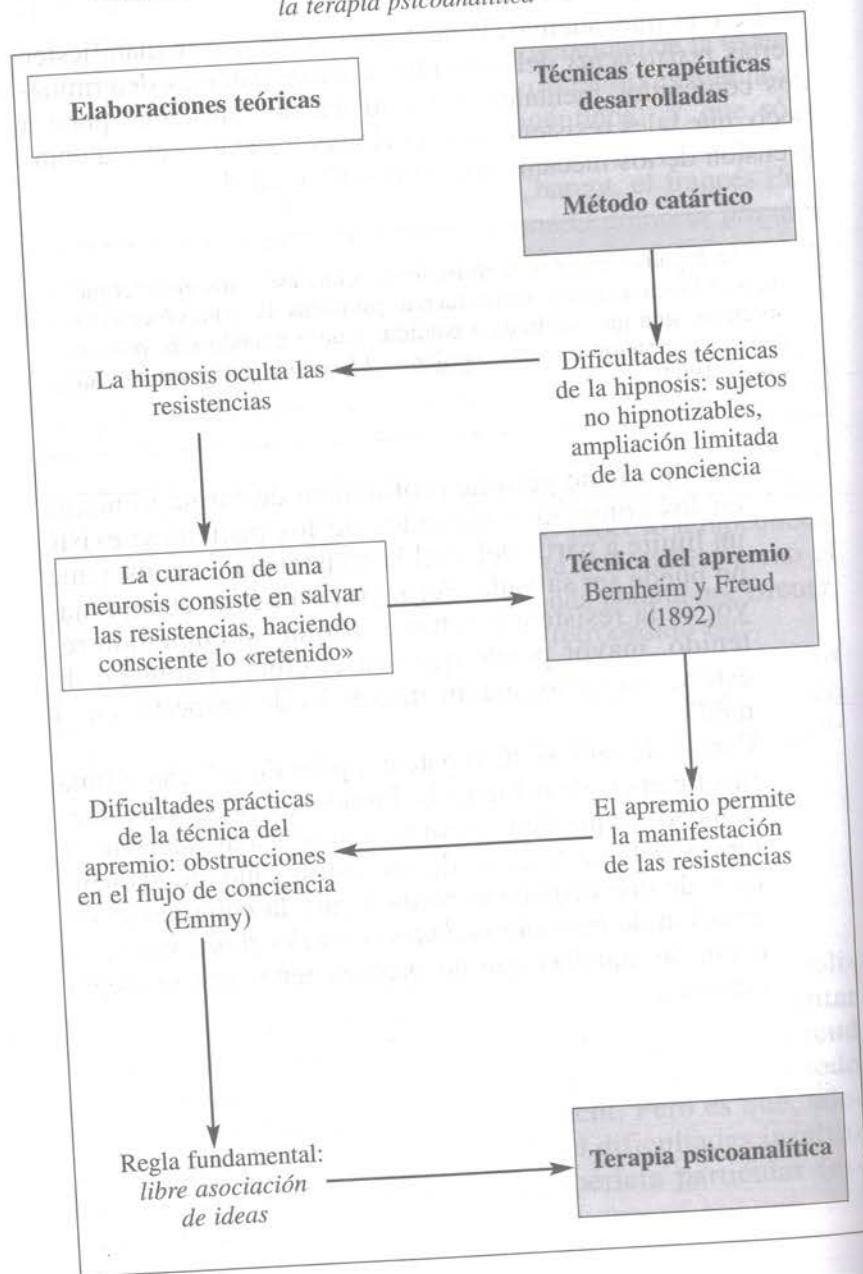 la terapia psicoanalítica
Elaboraciones teóricas
Técnicas terapéuticas
desarrolladas
Método catártico
Dificultades técnicas
de la hipnosis: sujetos
no hipnotizables,
ampliación limitada
de la conciencia
La hipnosis oculta las
resistencias
La curación de una
neurosis consiste en salvar
las resistencias, haciendo
consciente lo «retenido»
Técnica del apremio
Bernheim y Freud
(1892)
El apremio permite
la manifestación
de las resistencias
Dificultades prácticas
de la técnica del
apremio: obstrucciones
en el flujo de conciencia
(Emmy)
Regla fundamental:
libre asociación
de ideas
Terapia psicoanalítica